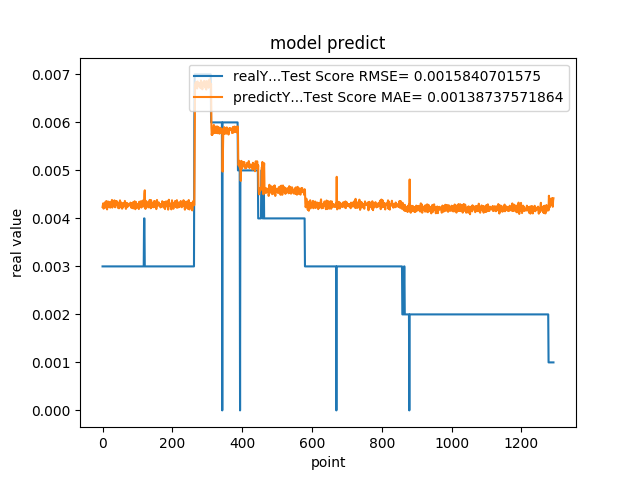 model predict
realY...Test Score RMSE= 0.0015840701575
predictY...Test Score MAE= 0.00138737571864
0.007
0.006
0.005
0.004
0.003
0.002
0.001
0.000
real value
0 200 400 600 800 1000 1200
point